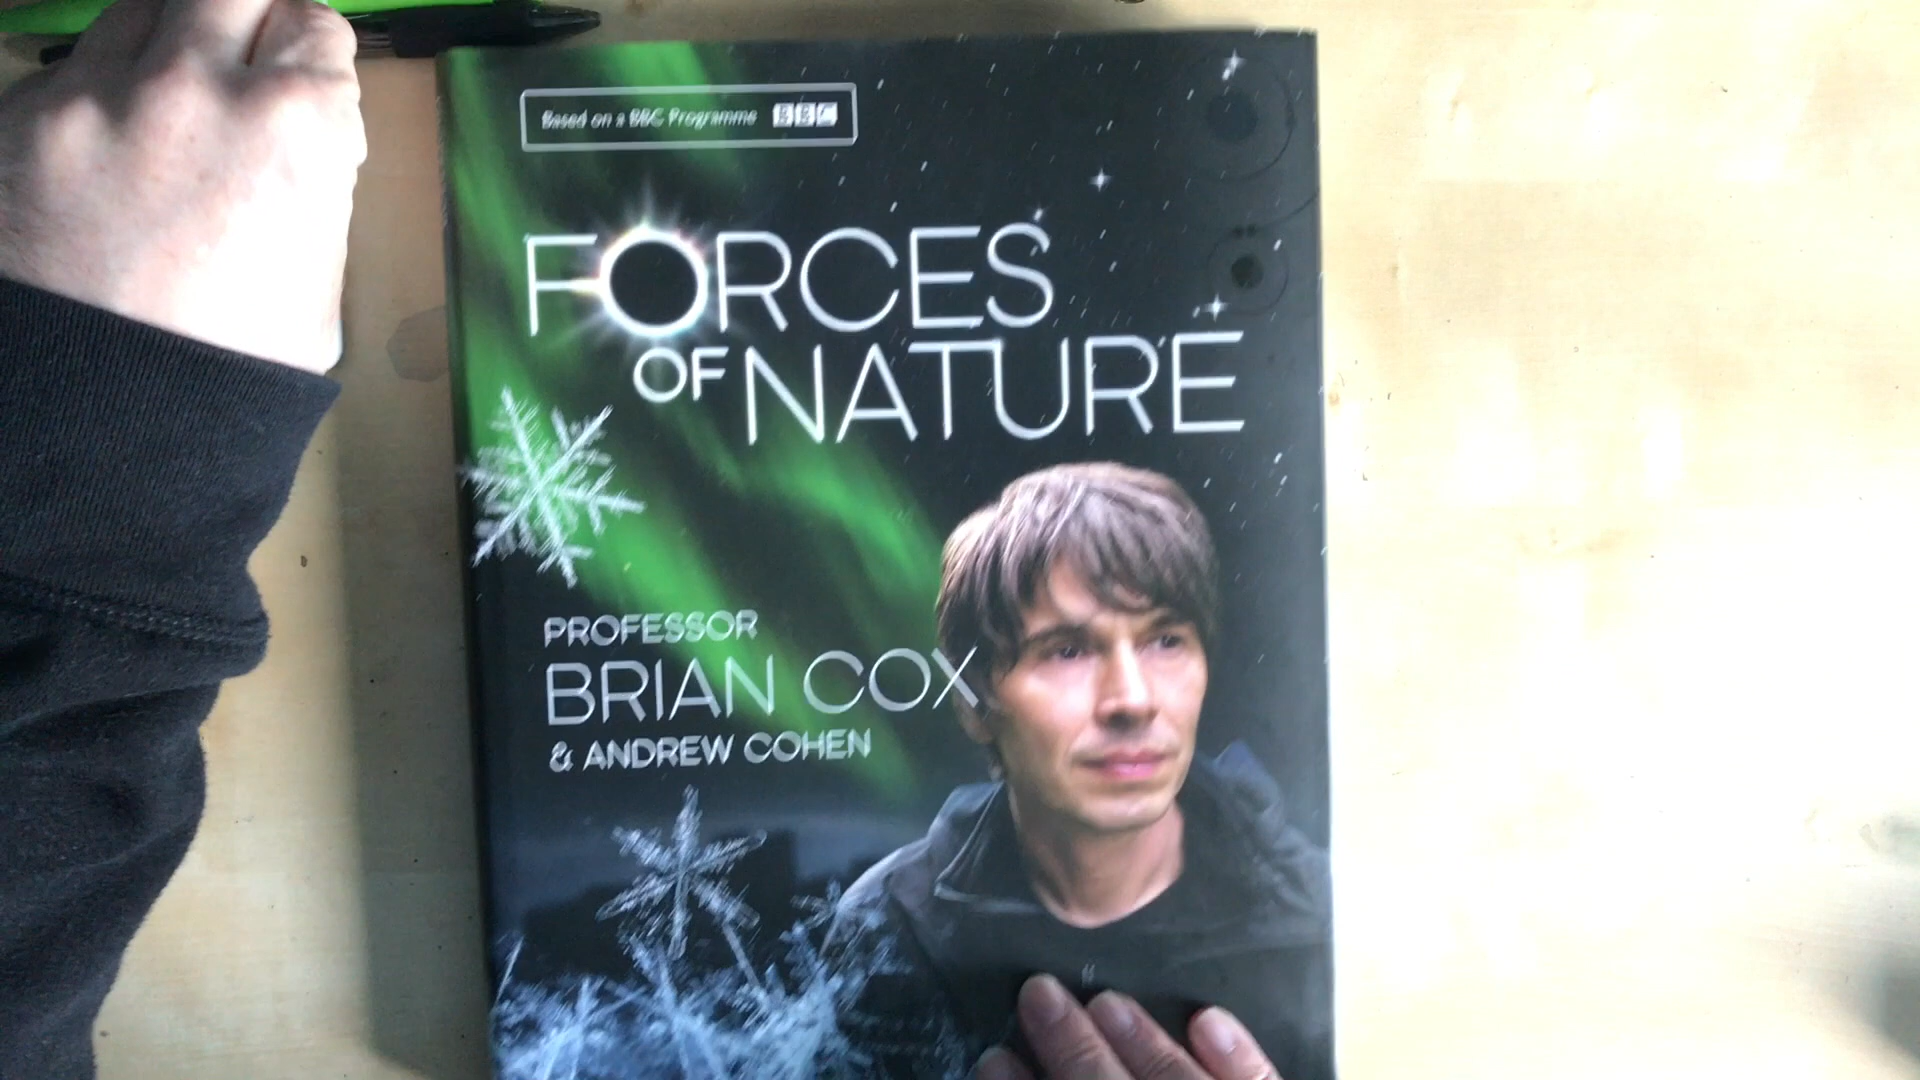 Based on a BBC Programme BBC
FORCES
OF NATURE
PROFESSOR
BRIAN COX
& ANDREW COHEN